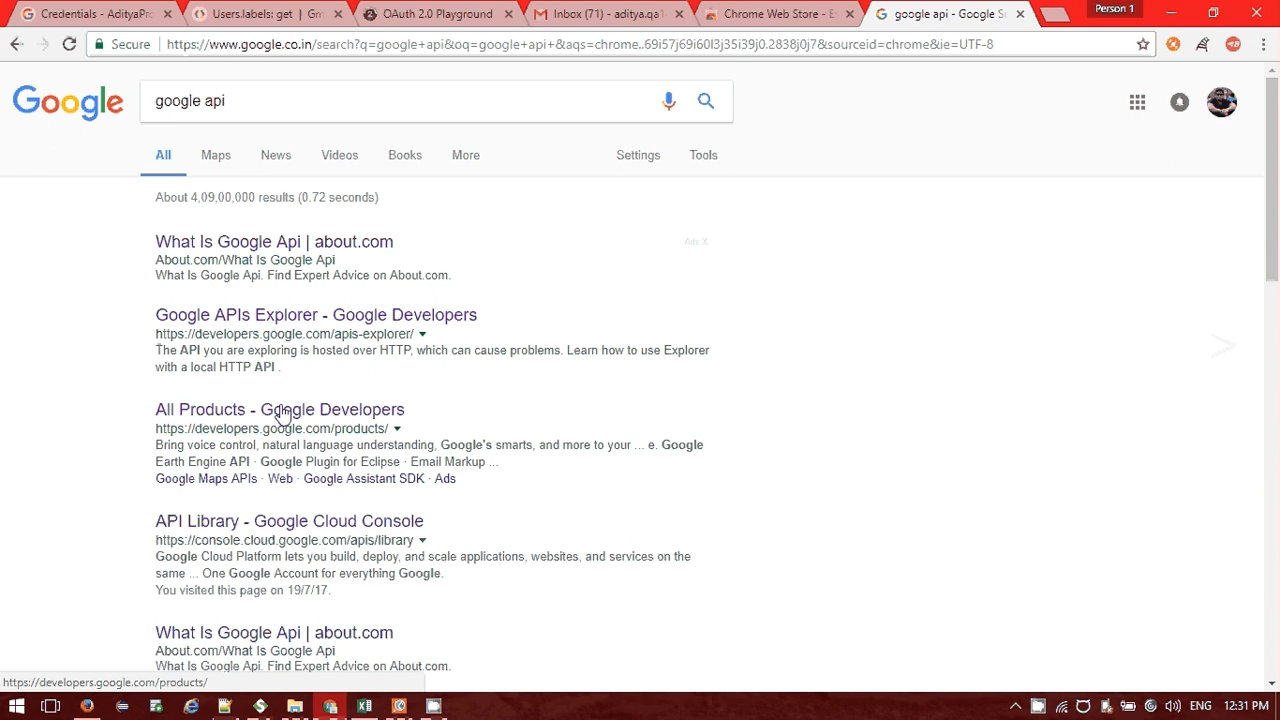 Credentials - AdityaPro
Users.labels: get | Gm
OAuth 2.0 Playground
Inbox (71) - aditya.qa1
Chrome Web Store - E
google api - Google Se
Person 1
Secure
https://www.google.co.in/search?q=google+api&oq=google+api+&aqs=chrome..69i57j69i60l3j35i39j0.2838j0j7&sourceid=chrome&ie=UTF-8
Google
google api
All
Maps
News
Videos
Books
More
Settings
Tools
About 4,09,00,000 results (0.72 seconds)
What Is Google Api | about.com
Ads X
About.com/What Is Google Api
What Is Google Api. Find Expert Advice on About.com.
Google APIs Explorer - Google Developers
https://developers.google.com/apis-explorer/
The API you are exploring is hosted over HTTP, which can cause problems. Learn how to use Explorer
with a local HTTP API .
All Products - Google Developers
https://developers.google.com/products/
Bring voice control, natural language understanding, Google's smarts, and more to your ... e. Google
Earth Engine API · Google Plugin for Eclipse · Email Markup ...
Google Maps APIs · Web · Google Assistant SDK · Ads
API Library - Google Cloud Console
https://console.cloud.google.com/apis/library
Google Cloud Platform lets you build, deploy, and scale applications, websites, and services on the
same ... One Google Account for everything Google.
You visited this page on 19/7/17.
What Is Google Api | about.com
About.com/What Is Google Api
What Is Google Api. Find Expert Advice on About.com.
https://developers.google.com/products/
ENG
12:31 PM